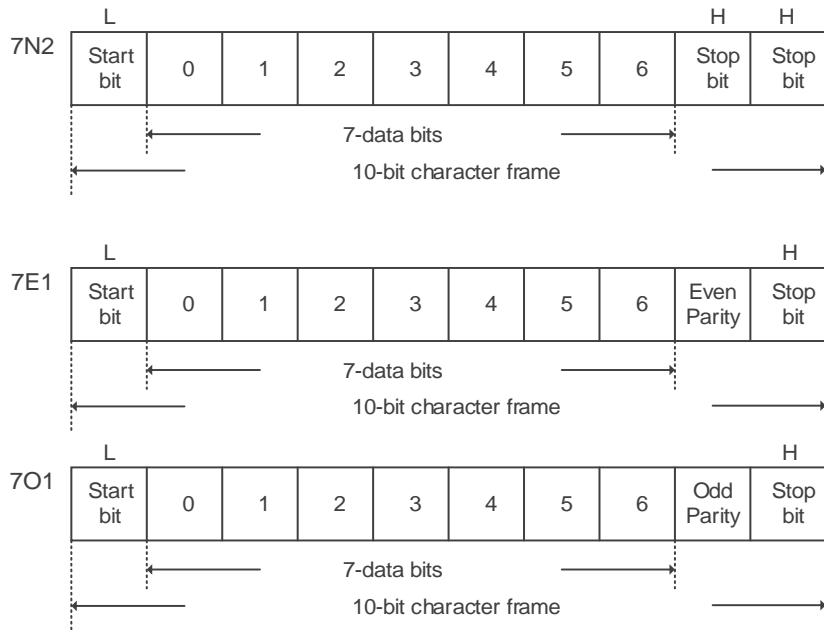 L H H
7N2
Start bit 0 1 2 3 4 5 6 Stop bit Stop bit
7-data bits
10-bit character frame
L H
7E1
Start bit 0 1 2 3 4 5 6 Even Parity Stop bit
7-data bits
10-bit character frame
L H
7O1
Start bit 0 1 2 3 4 5 6 Odd Parity Stop bit
7-data bits
10-bit character frame